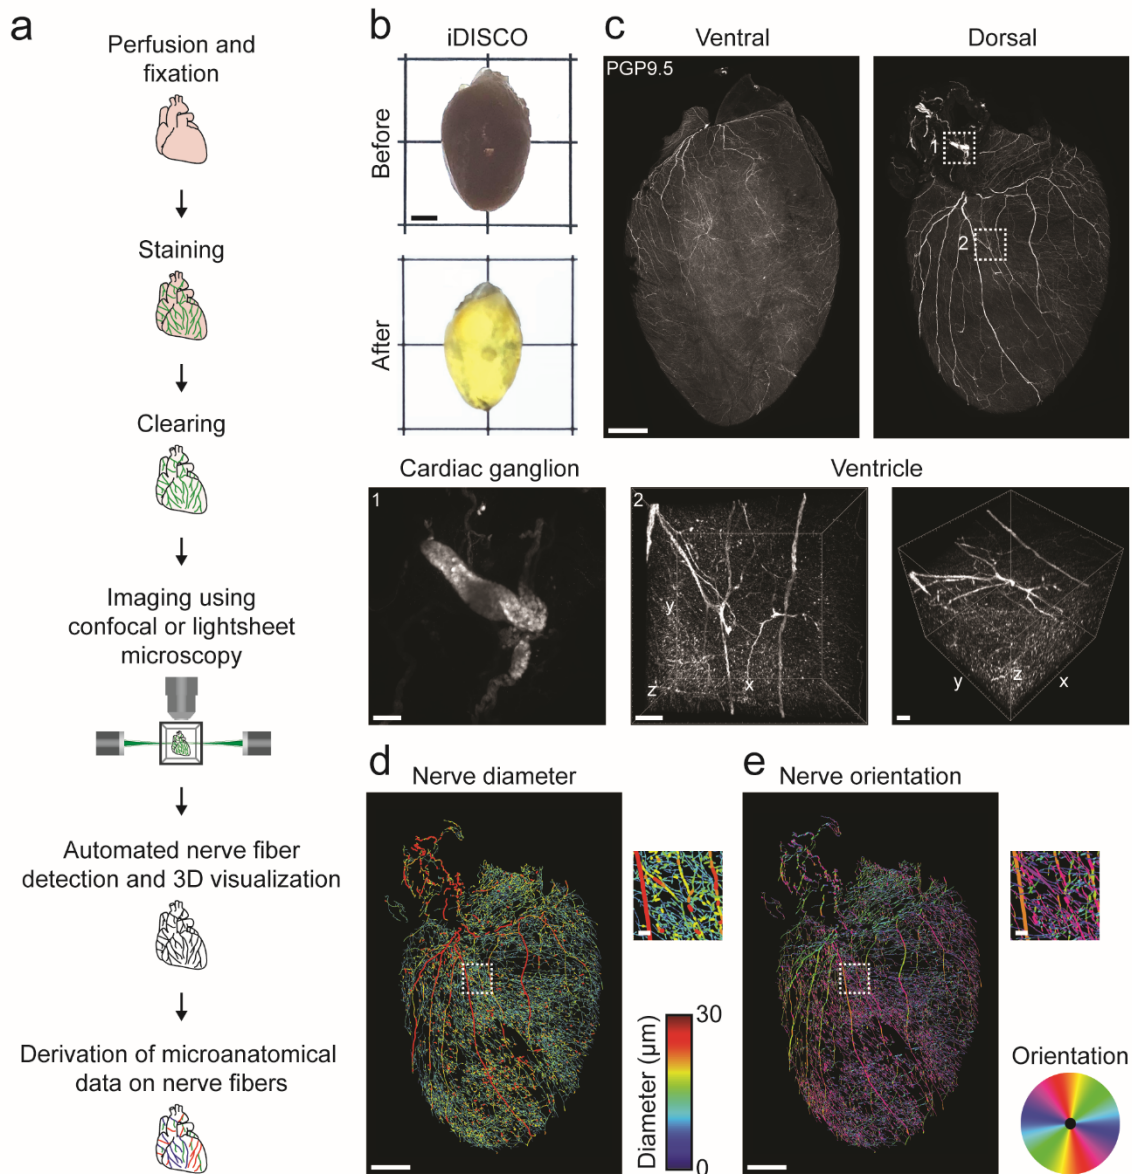 a
Perfusion and
fixation
Staining
Clearing
Imaging using
confocal or lightsheet
microscopy
Automated nerve fiber
detection and 3D visualization
Derivation of microanatomical
data on nerve fibers
b
iDISCO
Before
After
c
Ventral
Dorsal
PGP9.5
1
2
Cardiac ganglion
Ventricle
1
2
y
z
x
y
z
x
d
Nerve diameter
30
Diameter (µm)
0
e
Nerve orientation
Orientation